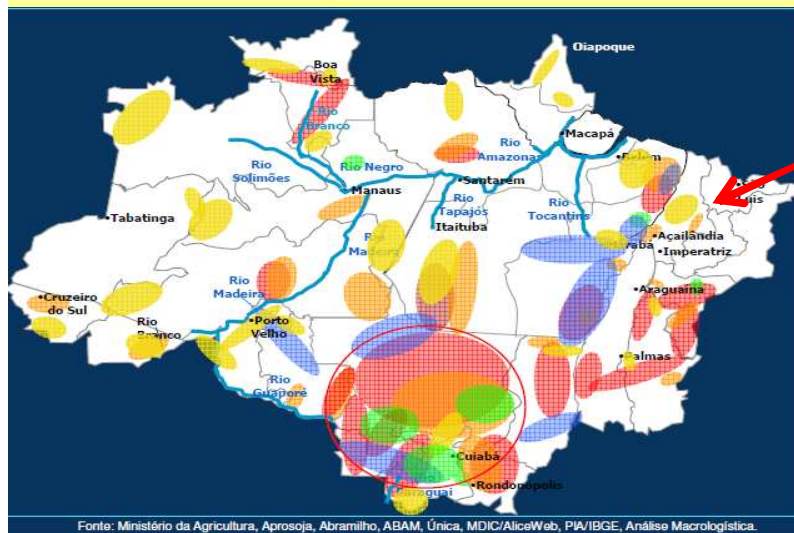 Oiapoque
Boa
Vista
Rio
Branco
Macapá
Rio
Amazonas
Belém
Rio
Solimões
Rio Negro
Manaus
Santarém
Rio
Tapajós
Itaituba
Rio
Tocantins
Luis
Tabatinga
Açailândia
Imperatriz
Rio
Madeira
Rio
Madeira
Araguaína
Cruzeiro
do Sul
Rio
Branco
Porto
Velho
Palmas
Rio
Guaporé
Cuiabá
Rondonópolis
Paraguai
Fonte: Ministério da Agricultura, Aprosoja, Abramilho, ABAM, Única, MDIC/AliceWeb, PIA/IBGE, Análise Macrologística.